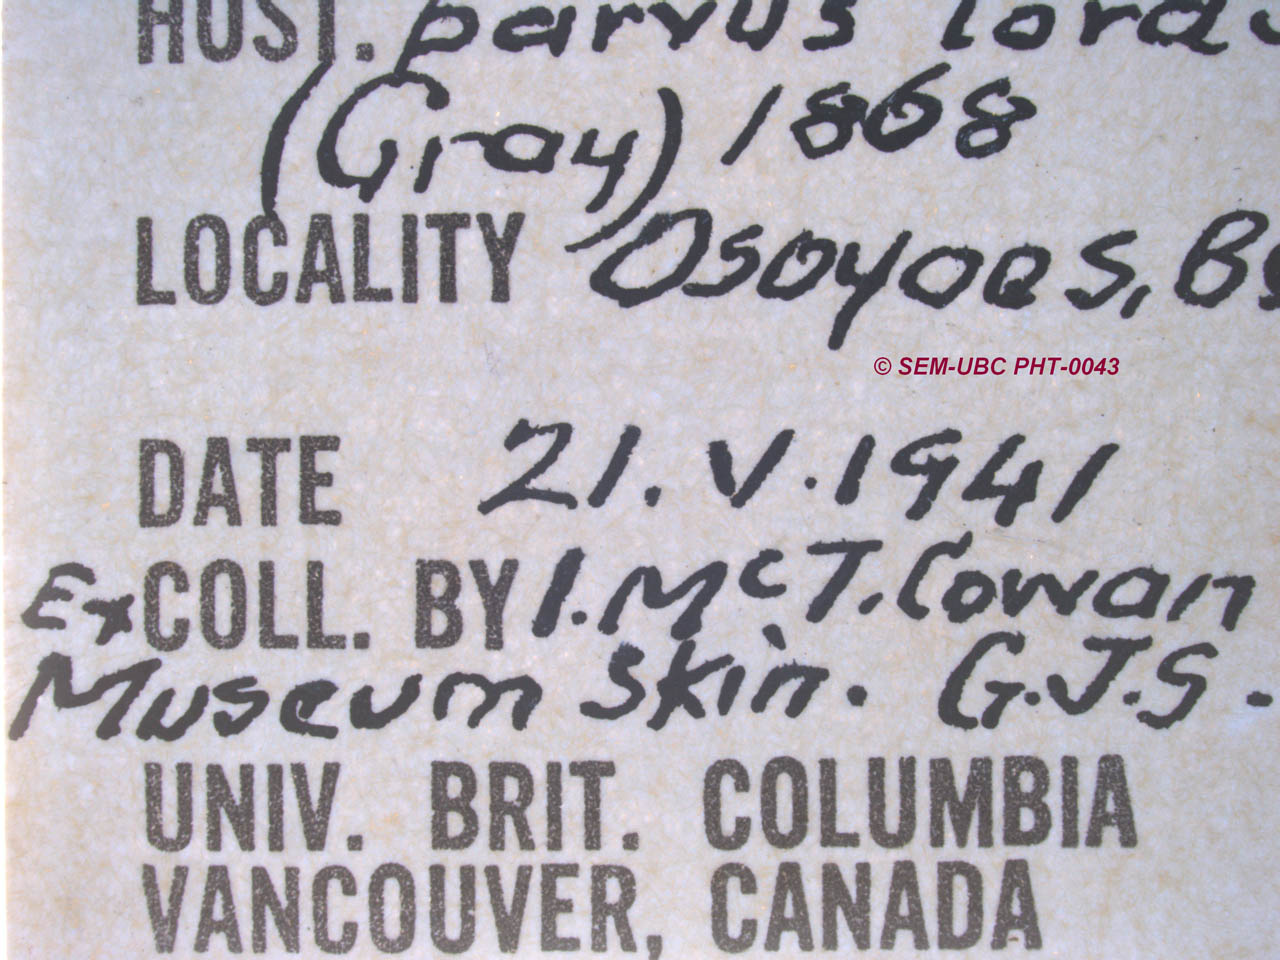 HOST. parvus lordi
(Gray) 1868
LOCALITY Osoyoos, B
© SEM-UBC PHT-0043
DATE 21.V.1941
Ex COLL. BY I. McT. Cowan
Museum skin. G.J.S.
UNIV. BRIT. COLUMBIA
VANCOUVER, CANADA